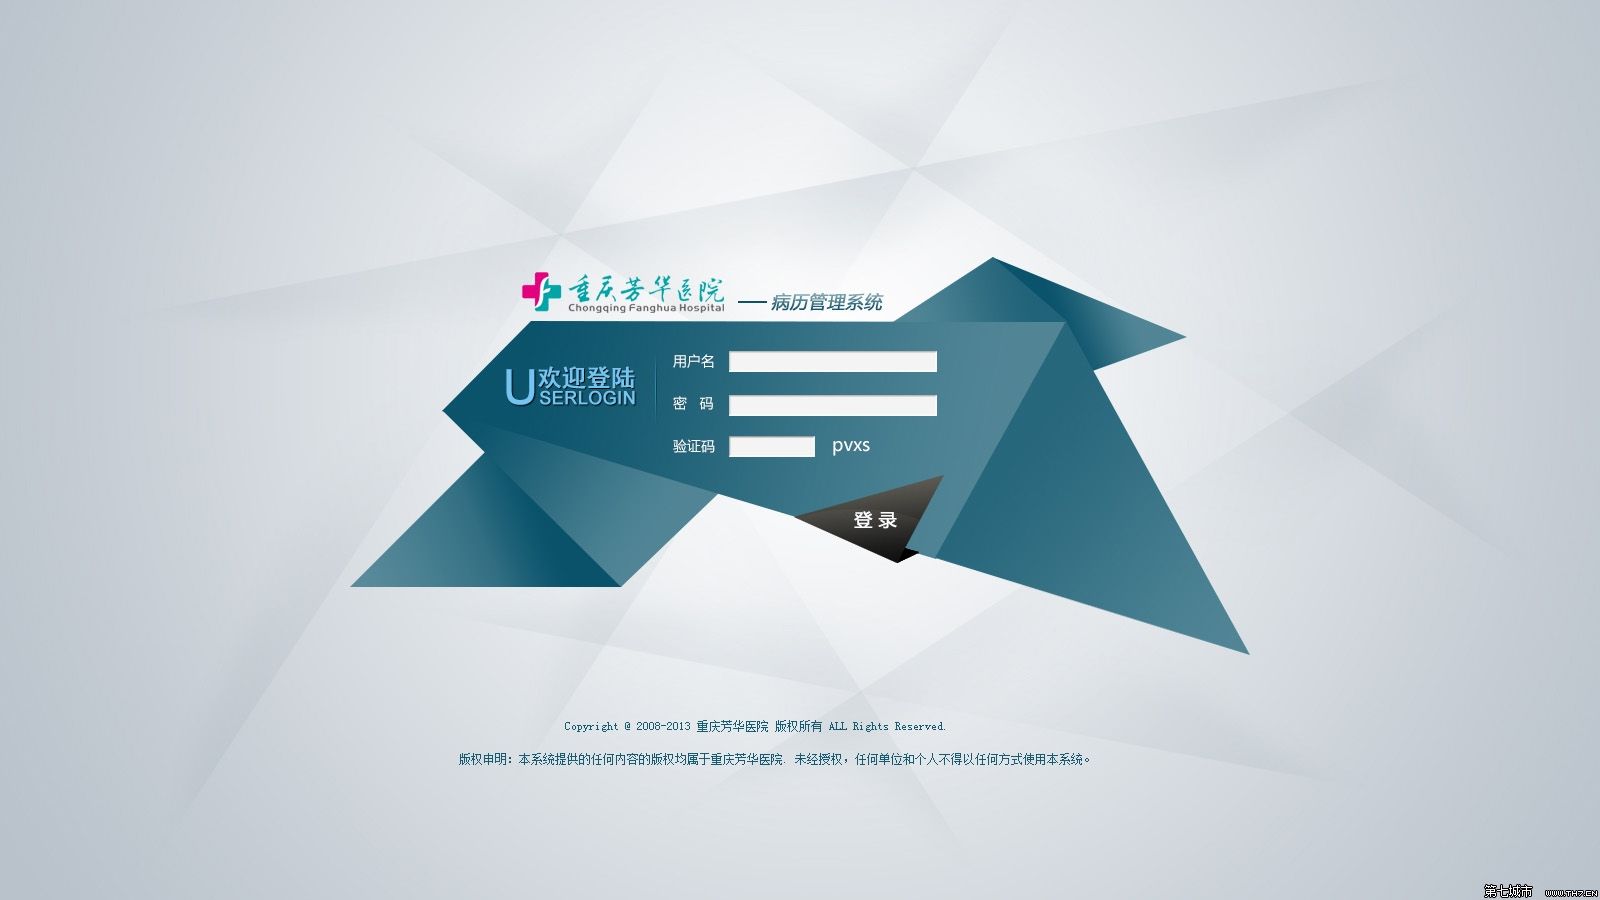 重庆芳华医院
Chongqing Fanghua Hospital
病历管理系统
U欢迎登陆
SERLOGIN
用户名
密 码
验证码
pvxs
登 录
Copyright @ 2008-2013 重庆芳华医院 版权所有 ALL Rights Reserved.
版权申明：本系统提供的任何内容的版权均属于重庆芳华医院. 未经授权，任何单位和个人不得以任何方式使用本系统。
第七城市 WWW.TH7.CN